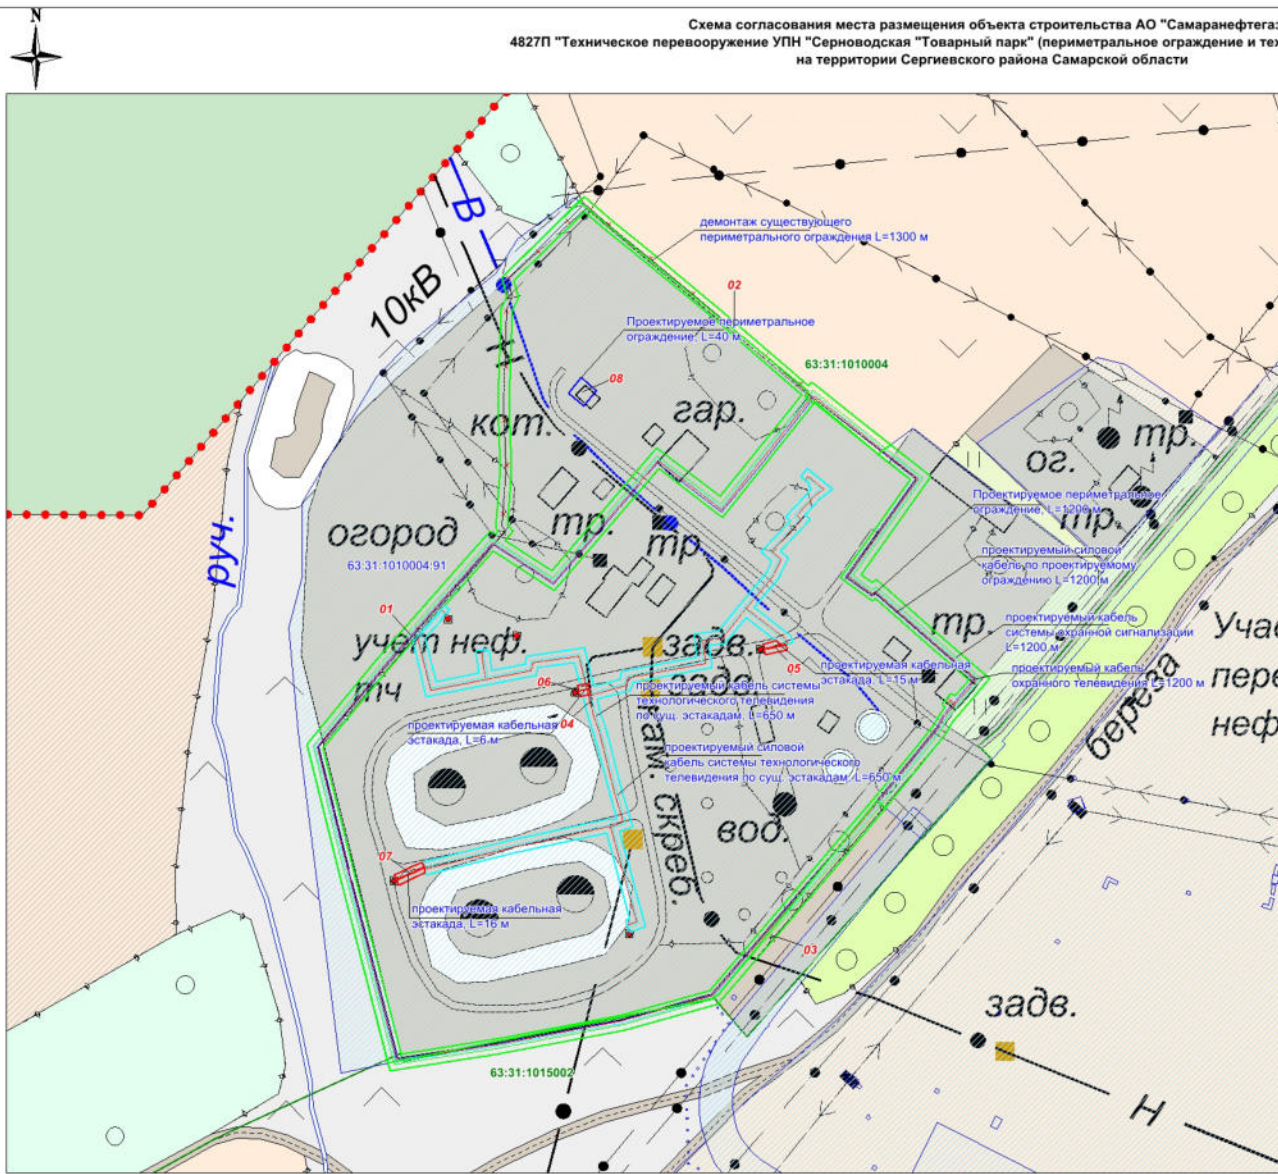 N
Схема согласования места размещения объекта строительства АО "Самаранефтегаз
4827П "Техническое перевооружение УПН "Серноводская "Товарный парк" (периметральное ограждение и тех
на территории Сергиевского района Самарской области
В
демонтаж существующего
периметрального ограждения L=1300 м
02
10кВ
Проектируемое периметральное
ограждение, L=40 м
Н
63:31:1010004
08
гар.
кот.
тр.
ог.
Проектируемое периметральное
ограждение, L=1200 м
тр.
огород
тр.
тр.
63:31:1010004:91
руч.
проектируемый силовой
кабель по проектируемому
ограждению L=1200 м
01
учет неф.
задв.
тр.
проектируемый кабель
системы охранной сигнализации
L=1200 м
Учас
05
проектируемая кабельная
эстакада, L=15 м
проектируемый кабель
охранного телевидения L=1200 м
пере
тч
06
задв.
проектируемый кабель системы
технологического телевидения
по сущ. эстакадам, L=650 м
береза
неф
04
проектируемая кабельная
эстакада, L=6 м
кам.
скреб.
проектируемый силовой
кабель системы технологического
телевидения по сущ. эстакадам, L=650 м
вод.
07
проектируемая кабельная
эстакада, L=16 м
03
задв.
63:31:1015002
Н